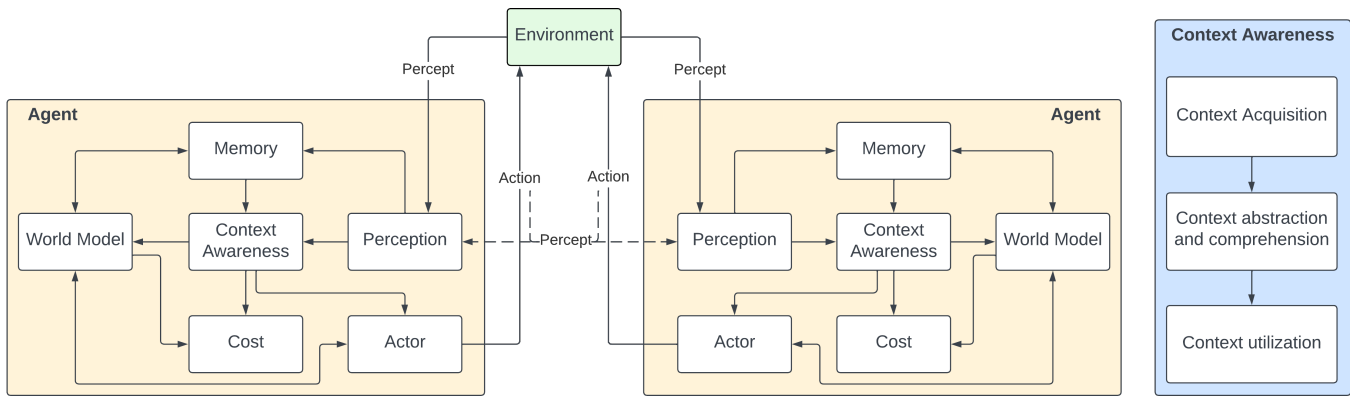 Environment
Context Awareness
Percept
Percept
Agent
Agent
Context Acquisition
Memory
Memory
Action
Action
World Model
Context
Awareness
Perception
Percept
Perception
Context
Awareness
World Model
Context abstraction
and comprehension
Cost
Actor
Actor
Cost
Context utilization